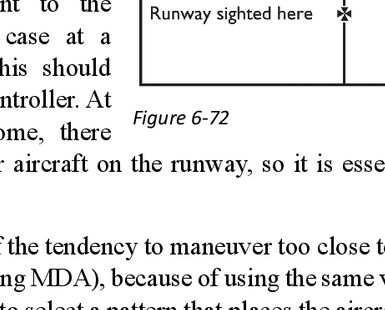 nt to the
case at a
his should
ntroller. At
ome, there
Runway sighted here
Figure 6-72
r aircraft on the runway, so it is esse
f the tendency to maneuver too close t
ng MDA), because of using the same v
to select a pattern that places the aircra